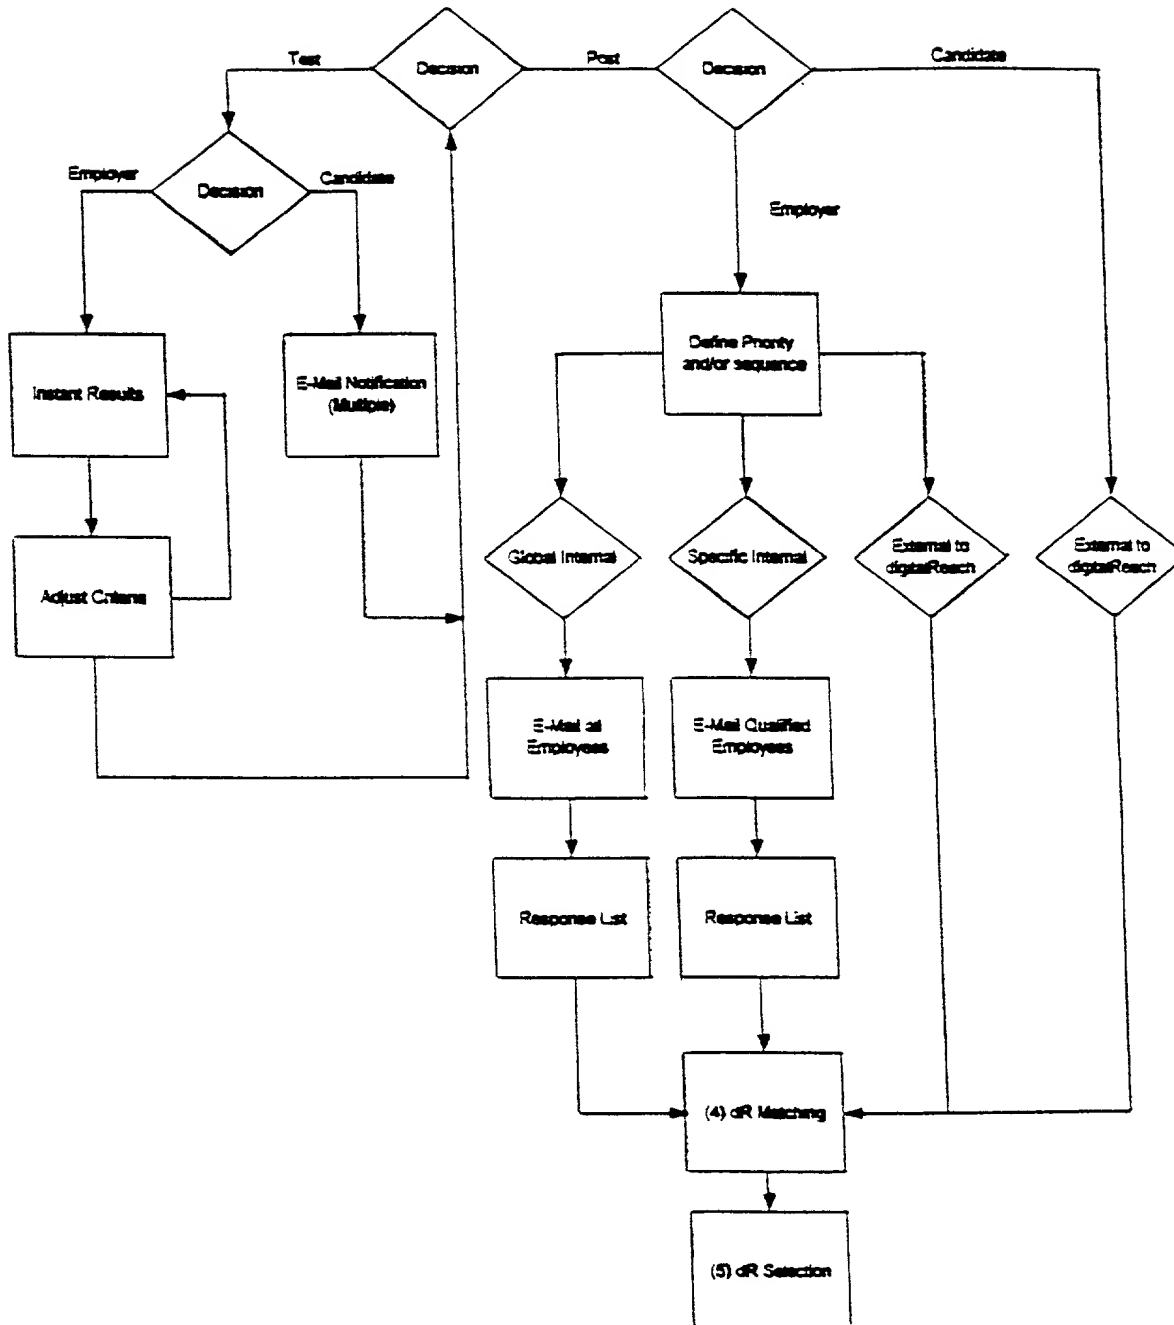 Test
Decision
Post
Decision
Candidate
Employer
Decision
Candidate
Employer
Instant Results
E-Mail Notification
(Multiple)
Define Priority
and/or sequence
Adjust Criteria
Global Internal
Specific Internal
External to
digitalReach
External to
digitalReach
E-Mail all
Employees
E-Mail Qualified
Employees
Response List
Response List
(4) dR Matching
(5) dR Selection